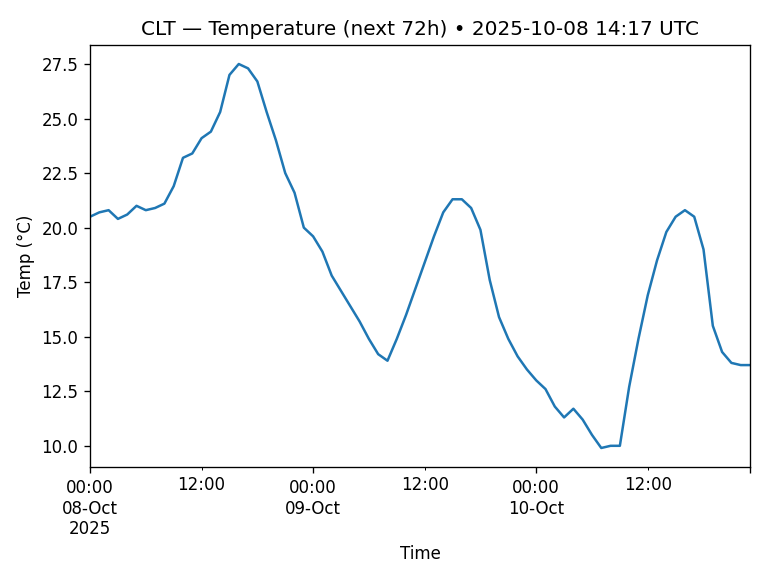 CLT — Temperature (next 72h) • 2025-10-08 14:17 UTC
27.5
25.0
22.5
20.0
17.5
15.0
12.5
10.0
Temp (°C)
00:00 12:00 00:00 12:00 00:00 12:00
08-Oct 09-Oct 10-Oct
2025
Time